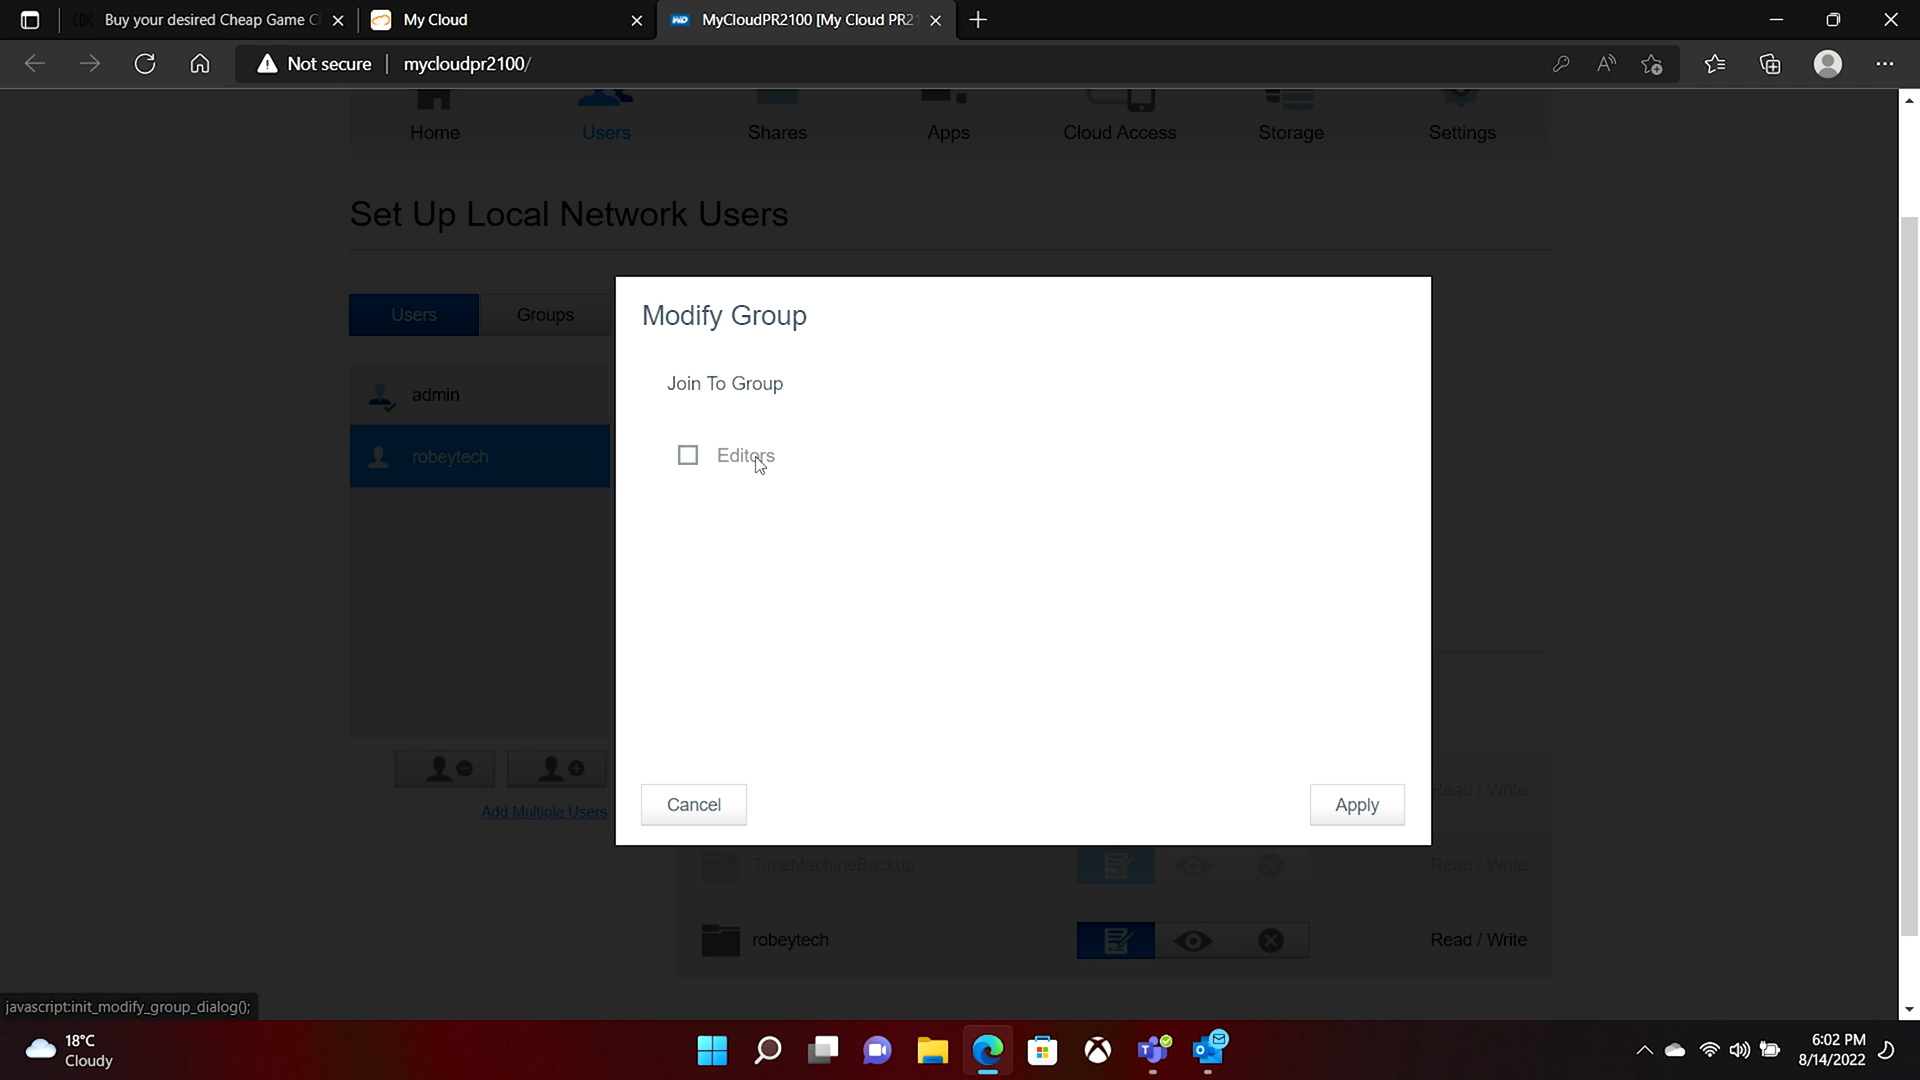 CDK Buy your desired Cheap Game C
My Cloud
WD MyCloudPR2100 [My Cloud PR21
Not secure
mycloudpr2100/
Home
Users
Shares
Apps
Cloud Access
Storage
Settings
Set Up Local Network Users
Users
Groups
Modify Group
Join To Group
admin
Editors
robeytech
Cancel
Apply
Read / Write
Add Multiple Users
TimeMachineBackup
Read / Write
robeytech
Read / Write
javascript:init_modify_group_dialog();
18°C
Cloudy
6:02 PM
8/14/2022